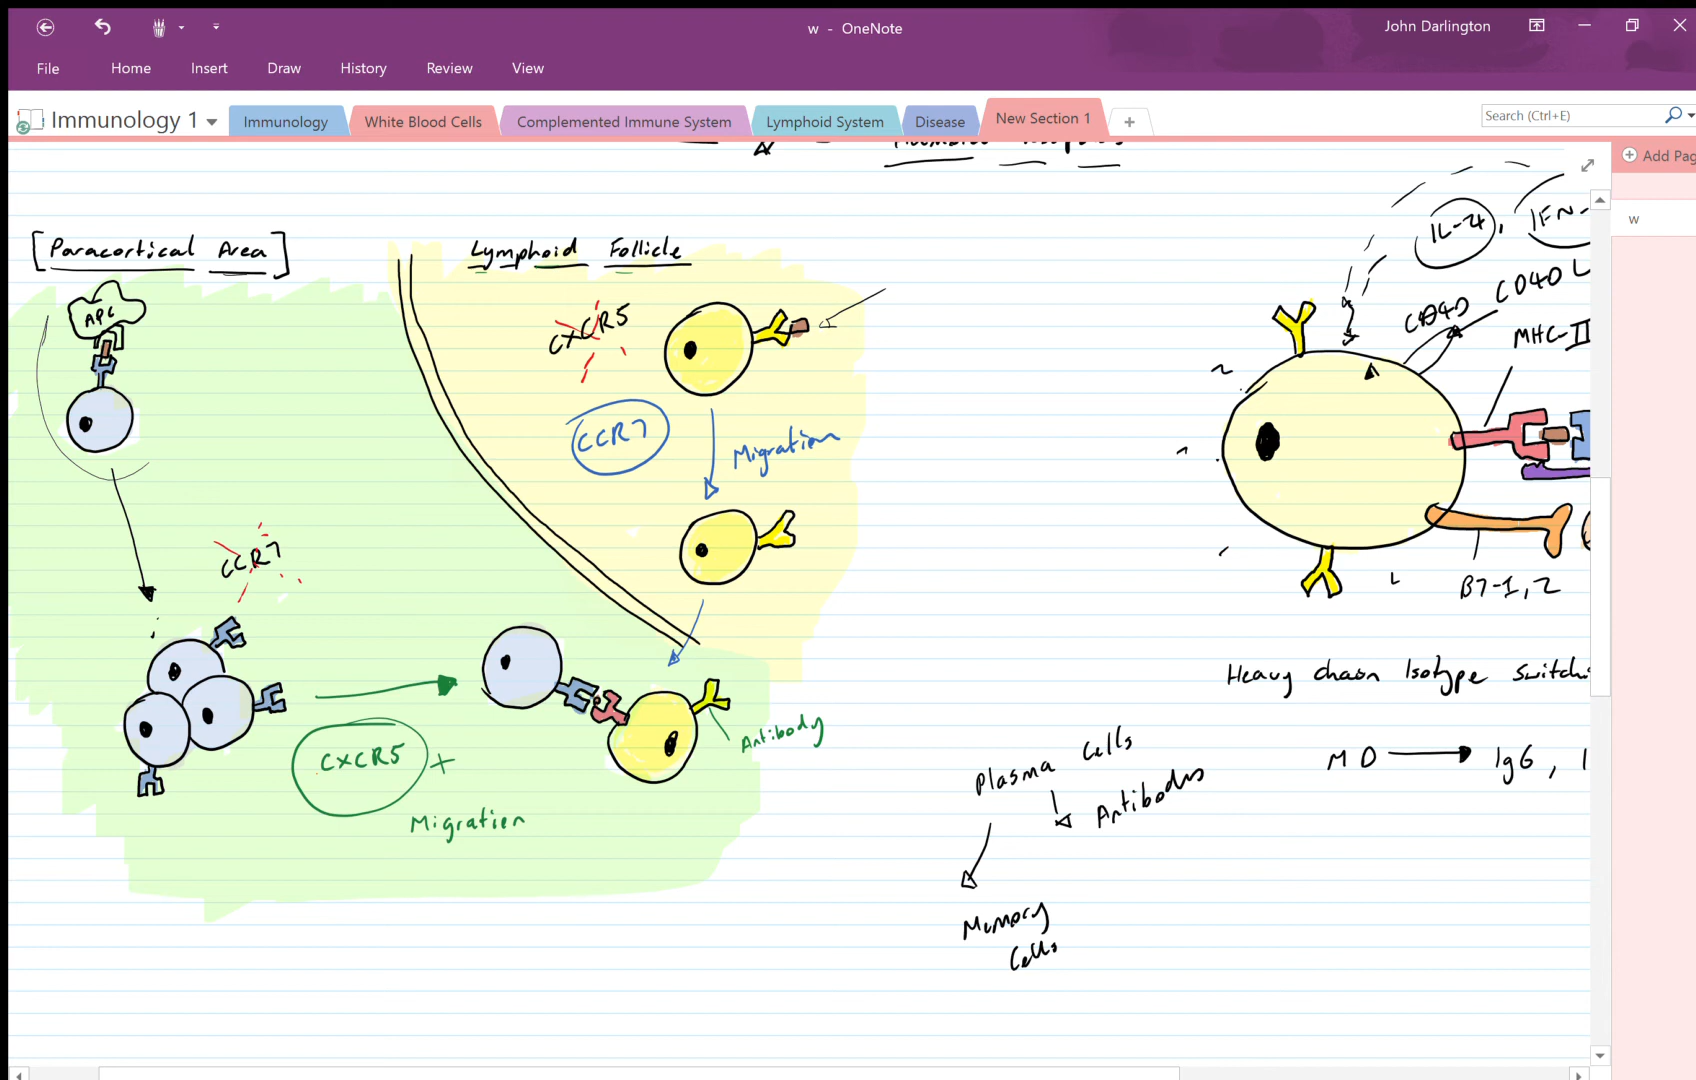 John Darlington
w - OneNote
File Home Insert Draw History Review View
Immunology 1
Immunology
White Blood Cells
Complemented Immune System
Lymphoid System
Disease
New Section 1
Search (Ctrl+E)
Add Pag
w
[Paracortical Area]
Lymphoid Follicle
APC
CXCR5
CCR7
Migration
CCR7
CXCR5 +
Migration
Antibody
IL-4, IFN-
CD40 CD40L
MHC-II
B7-1,2
Heavy chain Isotype switchi
M D → IgG, I
Plasma Cells
Antibodies
Memory
Cells